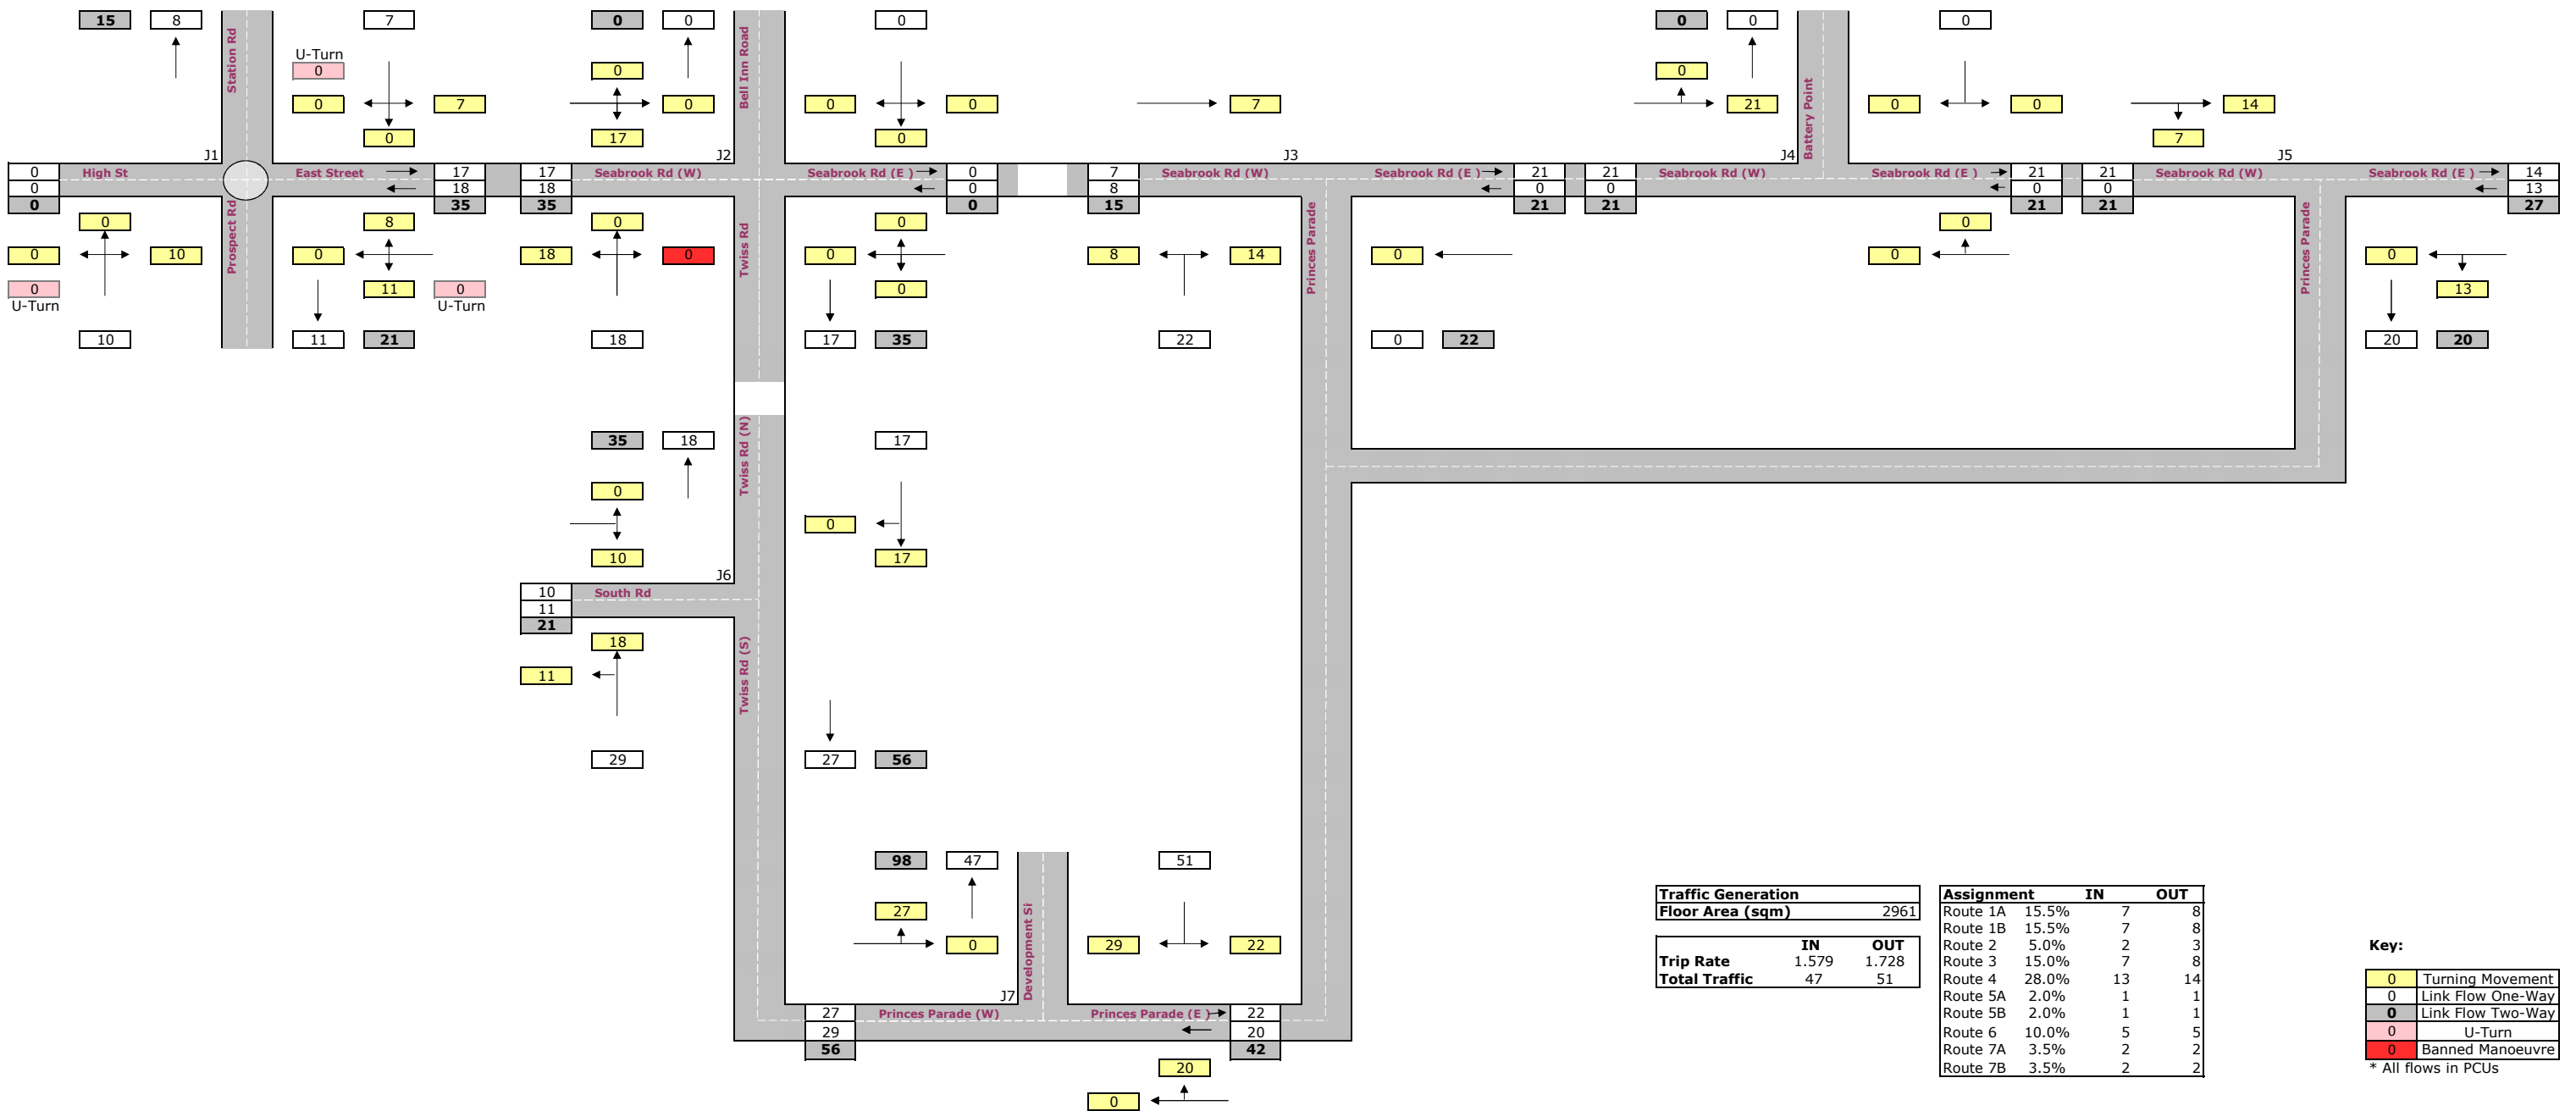 15 8 7 0 0 0 0 0 0
U-Turn
0 0 0
0 7 0 0 0 0 7 21 0 0 14
0 17 0 7
Station Rd
Bell Inn Road
Battery Point
J1 J2 J3 J4 J5
0 High St East Street 17 17 Seabrook Rd (W) Seabrook Rd (E ) 0 7 Seabrook Rd (W) Seabrook Rd (E ) 21 21 Seabrook Rd (W) Seabrook Rd (E ) 21 21 Seabrook Rd (W) Seabrook Rd (E ) 14
0 18 18 0 8 0 0 0 0 13
0 35 35 0 15 21 21 21 21 27
Prospect Rd
Twiss Rd
Princes Parade
Princes Parade
0 8 0 0 0
0 10 0 18 0 0 8 14 0 0 0
0 11 0 0 13
U-Turn U-Turn
10 11 21 18 17 35 22 0 22 20 20
Twiss Rd (N)
35 18 17
0
0
10 17
J6
10 South Rd
11
21
Twiss Rd (S)
18
11
29 27 56
98 47 51
27
0 29 22
Development Si
J7
27 Princes Parade (W) Princes Parade (E ) 22
29 20
56 42
20
0
Traffic Generation
Floor Area (sqm) 2961
IN OUT
Trip Rate 1.579 1.728
Total Traffic 47 51
Assignment IN OUT
Route 1A 15.5% 7 8
Route 1B 15.5% 7 8
Route 2 5.0% 2 3
Route 3 15.0% 7 8
Route 4 28.0% 13 14
Route 5A 2.0% 1 1
Route 5B 2.0% 1 1
Route 6 10.0% 5 5
Route 7A 3.5% 2 2
Route 7B 3.5% 2 2
Key:
0 Turning Movement
0 Link Flow One-Way
0 Link Flow Two-Way
0 U-Turn
0 Banned Manoeuvre
* All flows in PCUs